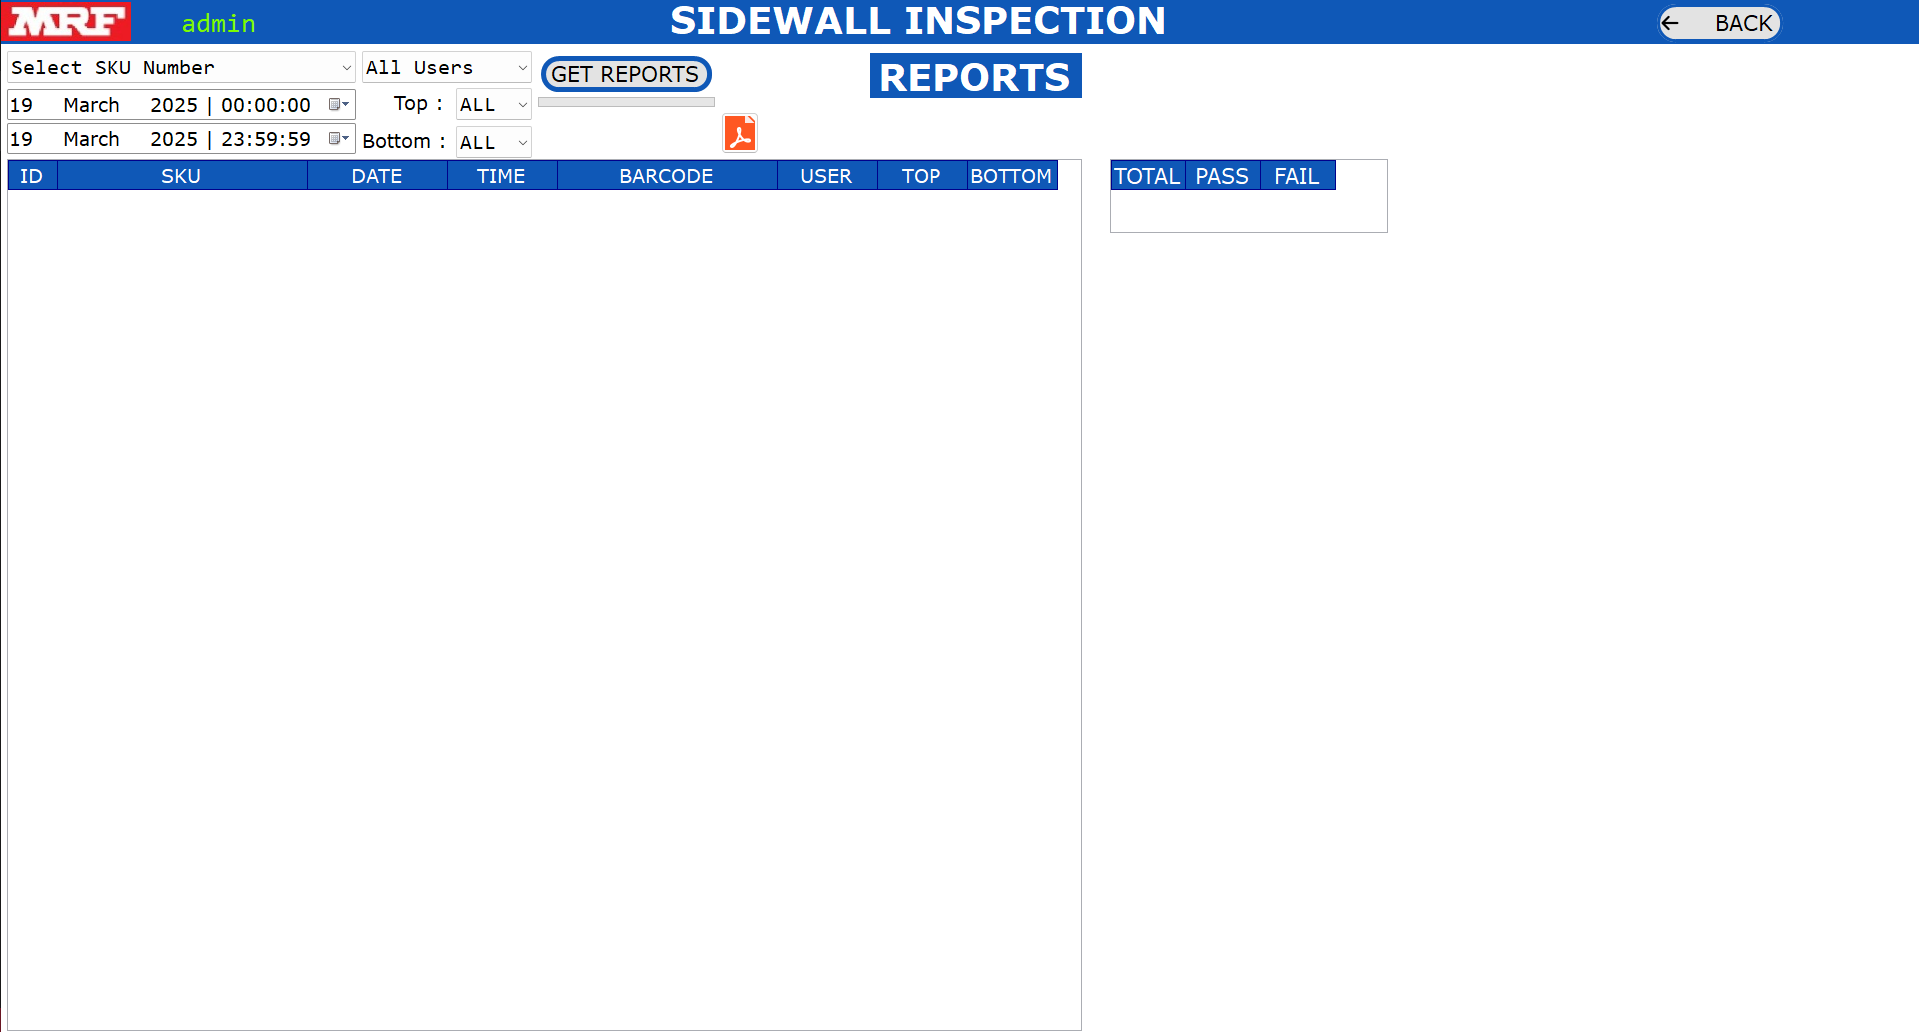 MRF admin SIDEWALL INSPECTION BACK
Select SKU Number All Users GET REPORTS REPORTS
19 March 2025 | 00:00:00 Top : ALL
19 March 2025 | 23:59:59 Bottom : ALL
ID SKU DATE TIME BARCODE USER TOP BOTTOM TOTAL PASS FAIL